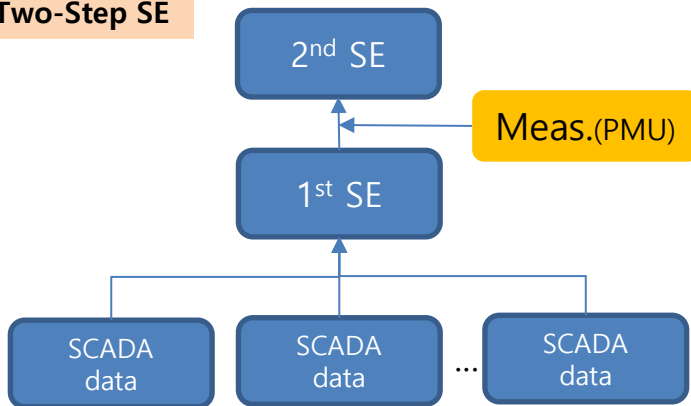 Two-Step SE
2nd SE
Meas.(PMU)
1st SE
SCADA
data
SCADA
data
...
SCADA
data